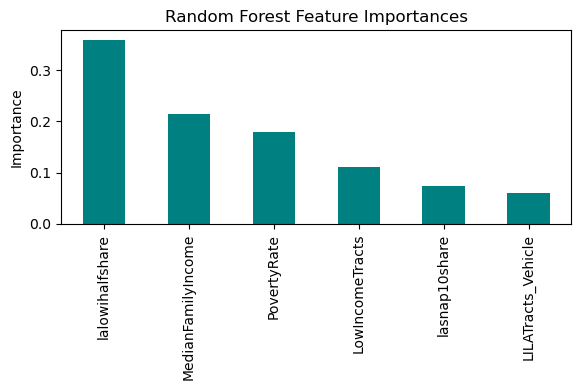 Random Forest Feature Importances
Importance
0.3
0.2
0.1
0.0
lalowihalfshare
MedianFamilyIncome
PovertyRate
LowIncomeTracts
lasnap10share
LILATracts_Vehicle